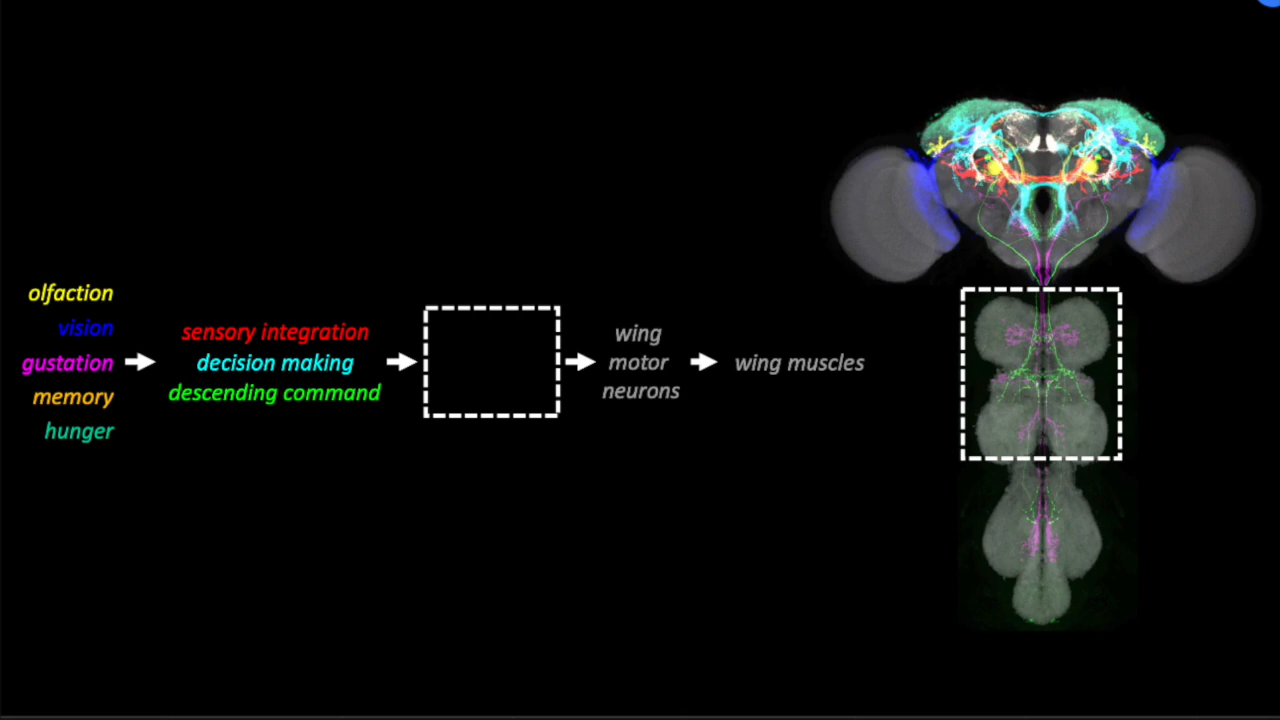 olfaction
vision
gustation
memory
hunger
sensory integration
decision making
descending command
wing
motor
neurons
wing muscles